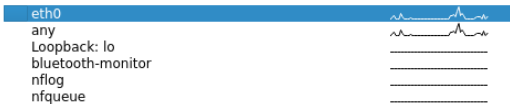 eth0
any
Loopback: lo
bluetooth-monitor
nflog
nfqueue